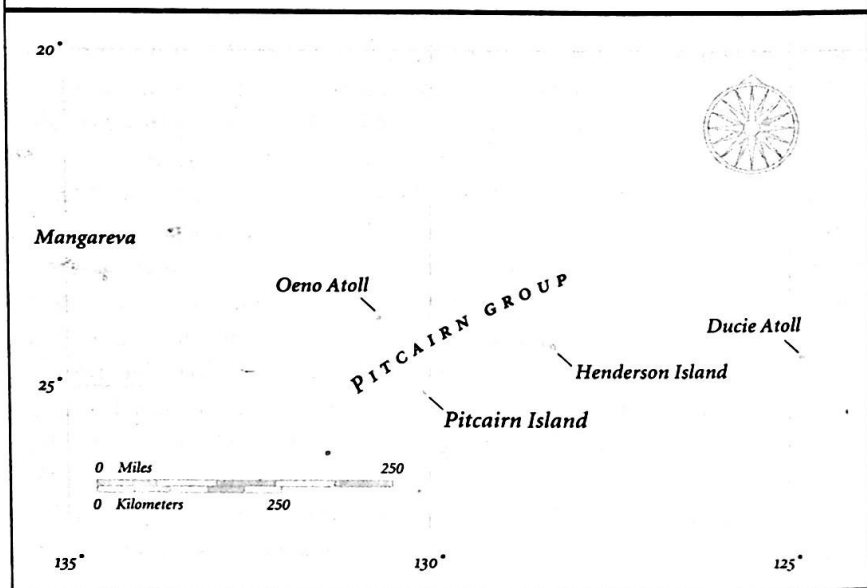 20°
Mangareva
Oeno Atoll
PITCAIRN GROUP
Ducie Atoll
Henderson Island
25°
Pitcairn Island
0 Miles 250
0 Kilometers 250
135° 130° 125°